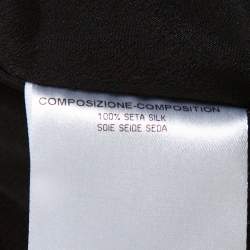 COMPOSIZIONE-COMPOSITION
100% SETA SILK
SOIE SEIDE SEDA